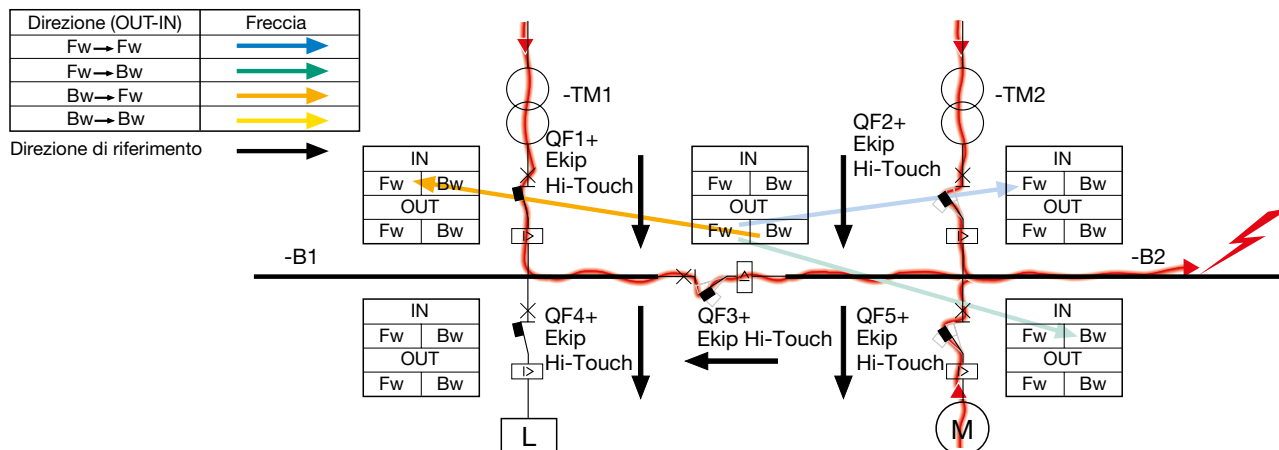 Direzione (OUT-IN) Freccia
Fw → Fw
Fw → Bw
Bw → Fw
Bw → Bw
Direzione di riferimento
-TM1
-TM2
QF1+
Ekip
Hi-Touch
QF2+
Ekip
Hi-Touch
IN
Fw Bw
OUT
Fw Bw
IN
Fw Bw
OUT
Fw Bw
IN
Fw Bw
OUT
Fw Bw
-B1
-B2
IN
Fw Bw
OUT
Fw Bw
QF4+
Ekip
Hi-Touch
QF3+
Ekip Hi-Touch
QF5+
Ekip
Hi-Touch
IN
Fw Bw
OUT
Fw Bw
L
M